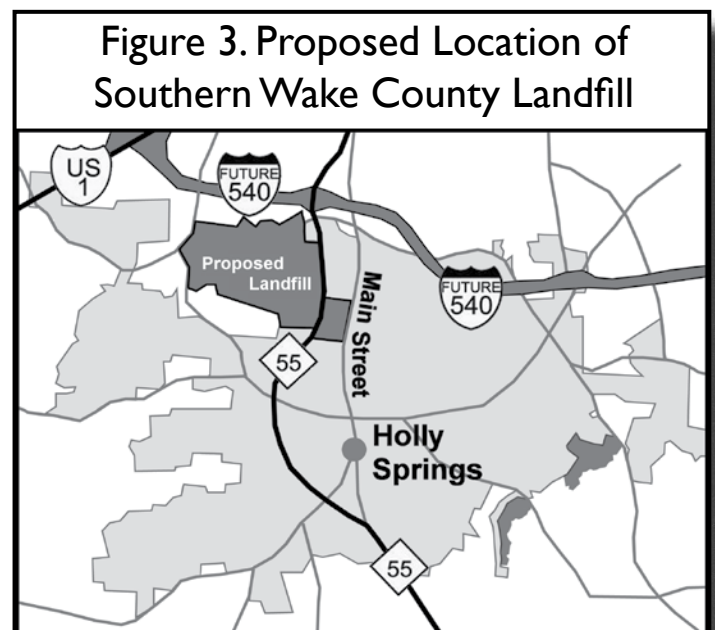 Figure 3. Proposed Location of
Southern Wake County Landfill
US
1
FUTURE
540
Proposed
Landfill
Main Street
FUTURE
540
55
Holly
Springs
55